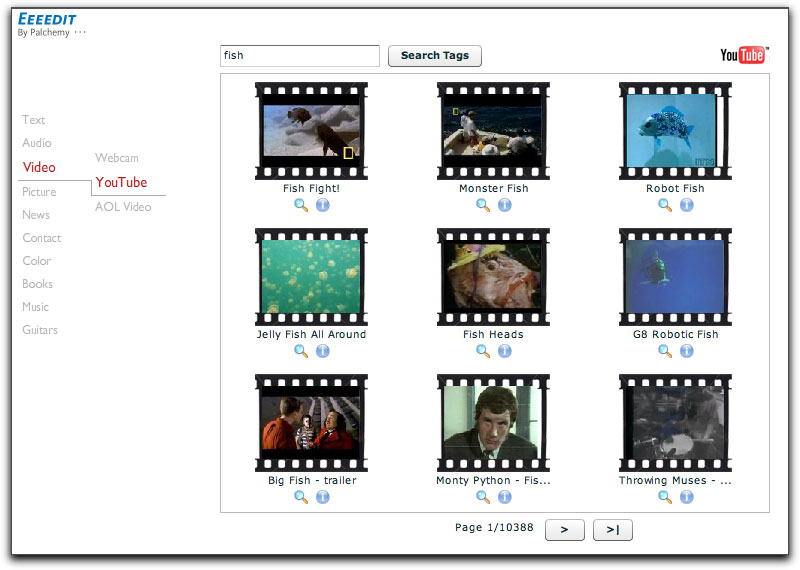 EEEEDIT
By Palchemy ...
fish
Search Tags
YouTube™
Text
Audio
Video
Picture
News
Contact
Color
Books
Music
Guitars
Webcam
YouTube
AOL Video
Fish Fight!
Monster Fish
Robot Fish
Jelly Fish All Around
Fish Heads
G8 Robotic Fish
Big Fish - trailer
Monty Python - Fis...
Throwing Muses - ...
Page 1/10388
>
>|